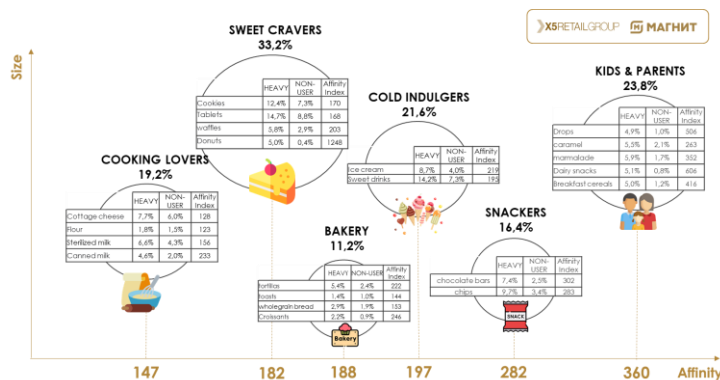 X5RETAILGROUP МАГНИТ
Size
SWEET CRAVERS
33,2%
HEAVY NON-USER Affinity Index
Cookies 12,4% 7,3% 170
Tablets 14,7% 8,8% 168
waffles 5,8% 2,9% 203
Donuts 5,0% 0,4% 1248
KIDS & PARENTS
23,8%
HEAVY NON-USER Affinity Index
Drops 4,9% 1,0% 506
caramel 5,5% 2,1% 263
marmalade 5,9% 1,7% 352
Dairy snacks 5,1% 0,8% 606
Breakfast cereals 5,0% 1,2% 416
COLD INDULGERS
21,6%
HEAVY NON-USER Affinity Index
Ice cream 8,7% 4,0% 219
Sweet drinks 14,2% 7,3% 195
COOKING LOVERS
19,2%
HEAVY NON-USER Affinity Index
Cottage cheese 7,7% 6,0% 128
Flour 1,8% 1,5% 123
Sterilized milk 6,6% 4,3% 156
Canned milk 4,6% 2,0% 233
SNACKERS
16,4%
HEAVY NON-USER Affinity Index
chocolate bars 7,4% 2,5% 302
chips 9,7% 3,4% 283
SNACK
BAKERY
11,2%
HEAVY NON-USER Affinity Index
tortillas 5,4% 2,4% 222
toasts 1,4% 1,0% 144
wholegrain bread 2,9% 1,9% 153
Croissants 2,2% 0,9% 246
Bakery
147 182 188 197 282 360 Affinity